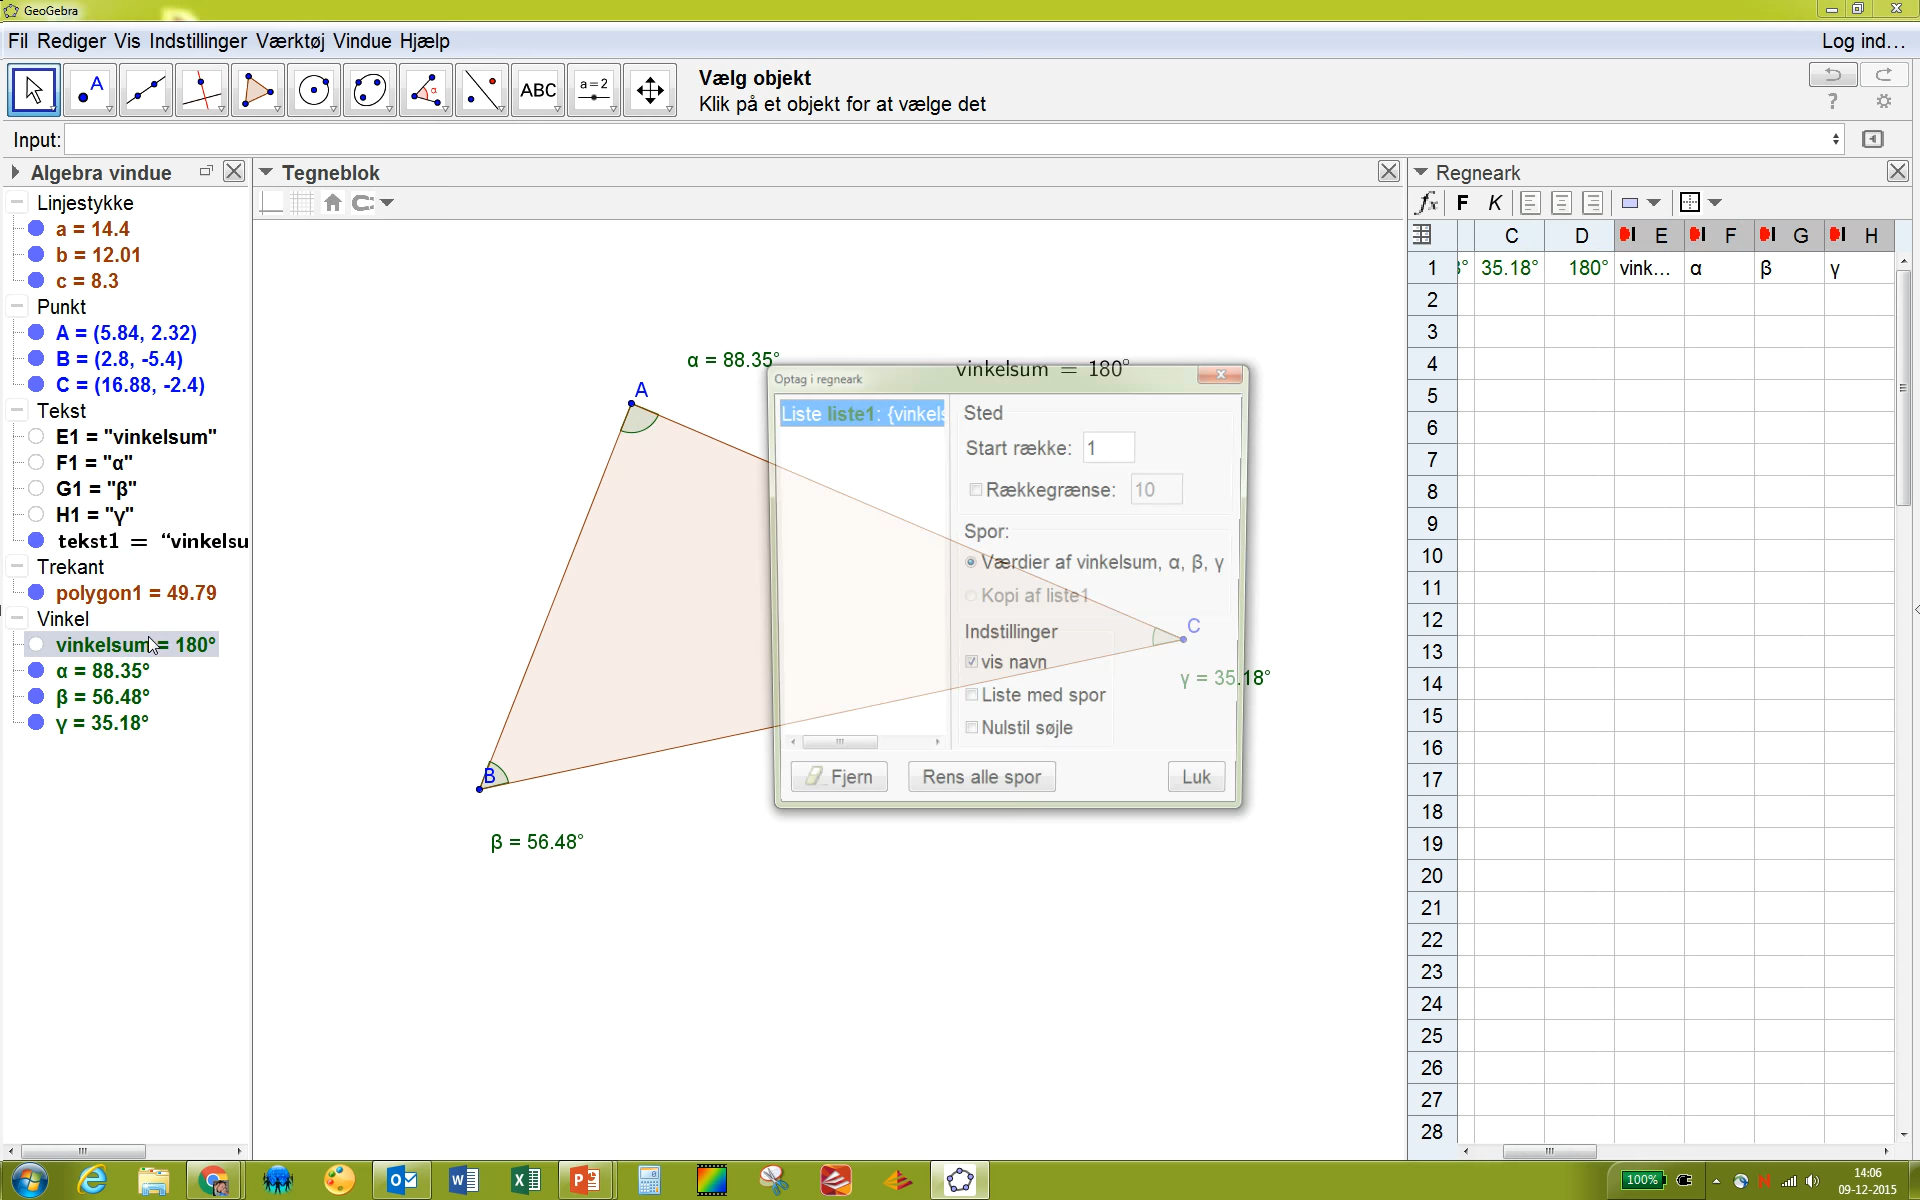 GeoGebra
Fil Rediger Vis Indstillinger Værktøj Vindue Hjælp
Log ind...
A
α
ABC
a=2
Vælg objekt
Klik på et objekt for at vælge det
?
Input:
Algebra vindue
Tegneblok
Regneark
Linjestykke
a = 14.4
b = 12.01
c = 8.3
Punkt
A = (5.84, 2.32)
B = (2.8, -5.4)
C = (16.88, -2.4)
Tekst
E1 = "vinkelsum"
F1 = "α"
G1 = "β"
H1 = "γ"
tekst1 = “vinkelsu
Trekant
polygon1 = 49.79
Vinkel
vinkelsum = 180°
α = 88.35°
β = 56.48°
γ = 35.18°
α = 88.35°
A
B
β = 56.48°
C
γ = 35.18°
vinkelsum = 180°
Optag i regneark
Liste liste1: {vinkels
Sted
Start række: 1
Rækkegrænse: 10
Spor:
Værdier af vinkelsum, α, β, γ
Kopi af liste1
Indstillinger
vis navn
Liste med spor
Nulstil søjle
Fjern
Rens alle spor
Luk
fx F K
C D E F G H
1 35.18° 180° vink... α β γ
2
3
4
5
6
7
8
9
10
11
12
13
14
15
16
17
18
19
20
21
22
23
24
25
26
27
28
100%
14:06
09-12-2015